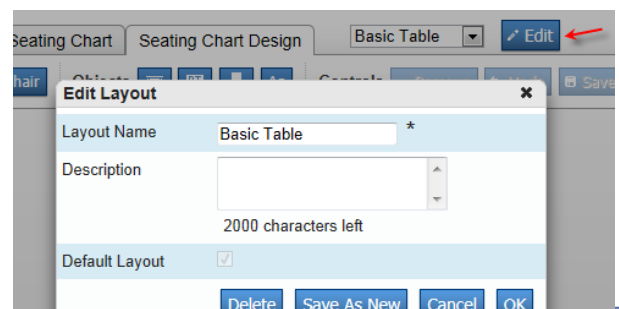 Seating Chart Seating Chart Design Basic Table Edit
hair Objects Controls Save
Edit Layout
Layout Name Basic Table *
Description
2000 characters left
Default Layout
Delete Save As New Cancel OK